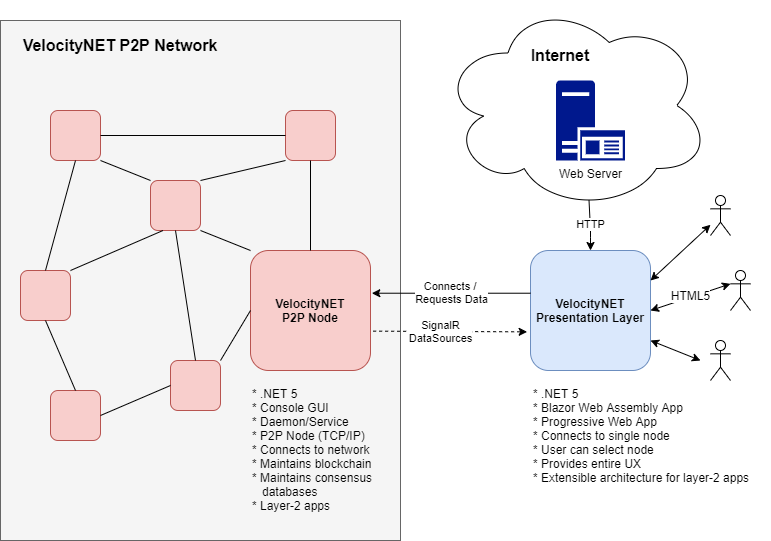 VelocityNET P2P Network
Internet
Web Server
HTTP
VelocityNET
P2P Node
Connects /
Requests Data
SignalR
DataSources
VelocityNET
Presentation Layer
HTML5
* .NET 5
* Console GUI
* Daemon/Service
* P2P Node (TCP/IP)
* Connects to network
* Maintains blockchain
* Maintains consensus
databases
* Layer-2 apps
* .NET 5
* Blazor Web Assembly App
* Progressive Web App
* Connects to single node
* User can select node
* Provides entire UX
* Extensible architecture for layer-2 apps